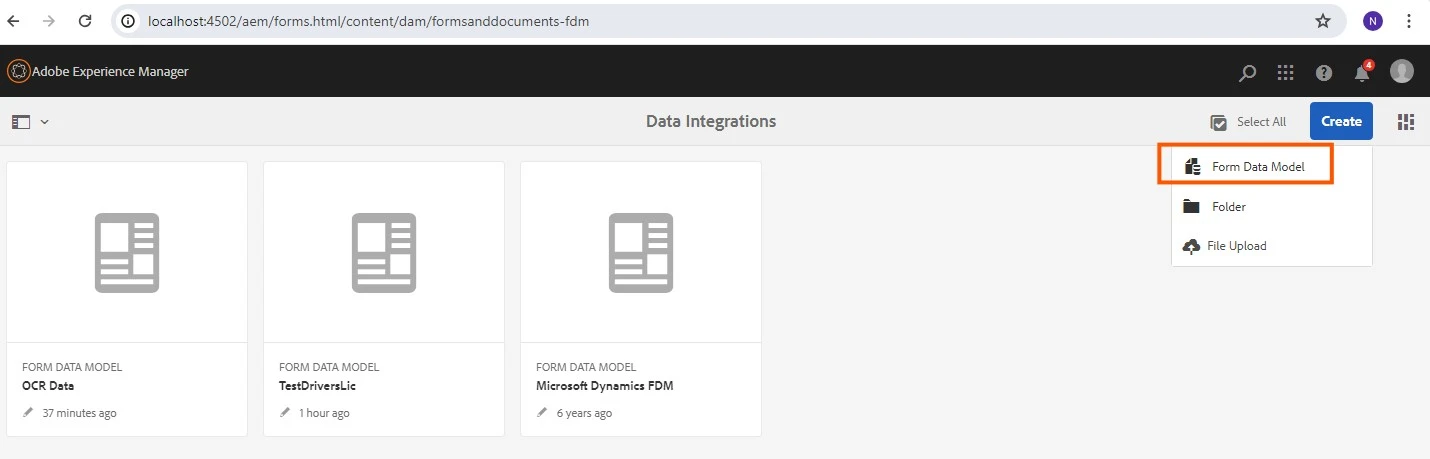 localhost:4502/aem/forms.html/content/dam/formsanddocuments-fdm
N
Adobe Experience Manager
4
Data Integrations
Select All
Create
Form Data Model
Folder
File Upload
FORM DATA MODEL
OCR Data
37 minutes ago
FORM DATA MODEL
TestDriversLic
1 hour ago
FORM DATA MODEL
Microsoft Dynamics FDM
6 years ago